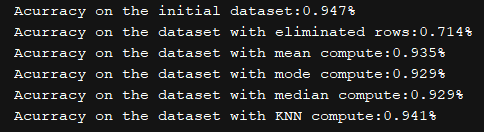 Acurracy on the initial dataset:0.947%
Acurracy on the dataset with eliminated rows:0.714%
Acurracy on the dataset with mean compute:0.935%
Acurracy on the dataset with mode compute:0.929%
Acurracy on the dataset with median compute:0.929%
Acurracy on the dataset with KNN compute:0.941%